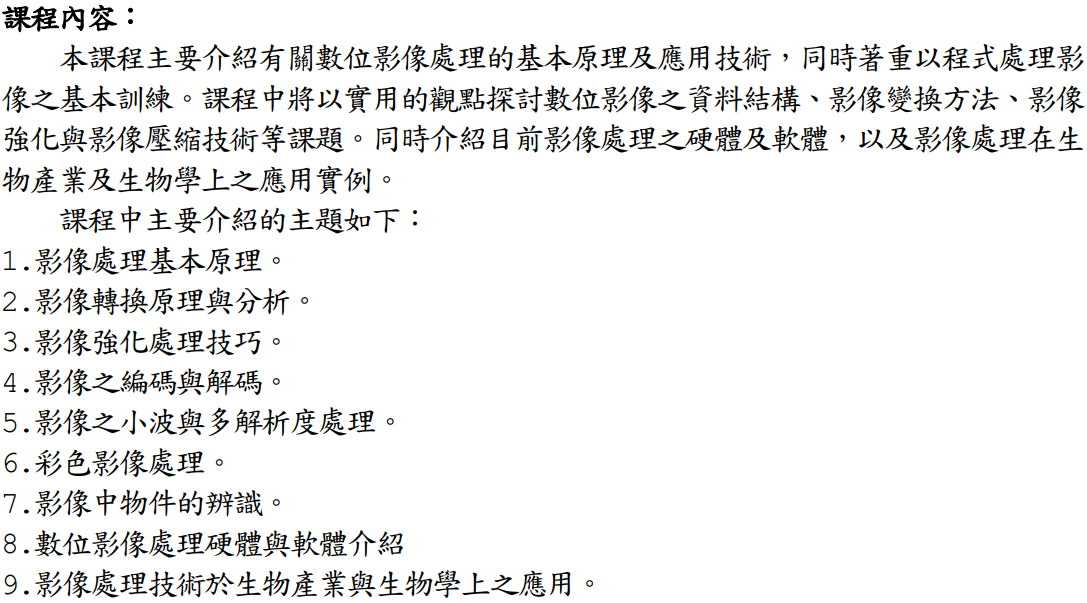 課程內容：
本課程主要介紹有關數位影像處理的基本原理及應用技術，同時著重以程式處理影
像之基本訓練。課程中將以實用的觀點探討數位影像之資料結構、影像變換方法、影像
強化與影像壓縮技術等課題。同時介紹目前影像處理之硬體及軟體，以及影像處理在生
物產業及生物學上之應用實例。
課程中主要介紹的主題如下：
1.影像處理基本原理。
2.影像轉換原理與分析。
3.影像強化處理技巧。
4.影像之編碼與解碼。
5.影像之小波與多解析度處理。
6.彩色影像處理。
7.影像中物件的辨識。
8.數位影像處理硬體與軟體介紹
9.影像處理技術於生物產業與生物學上之應用。